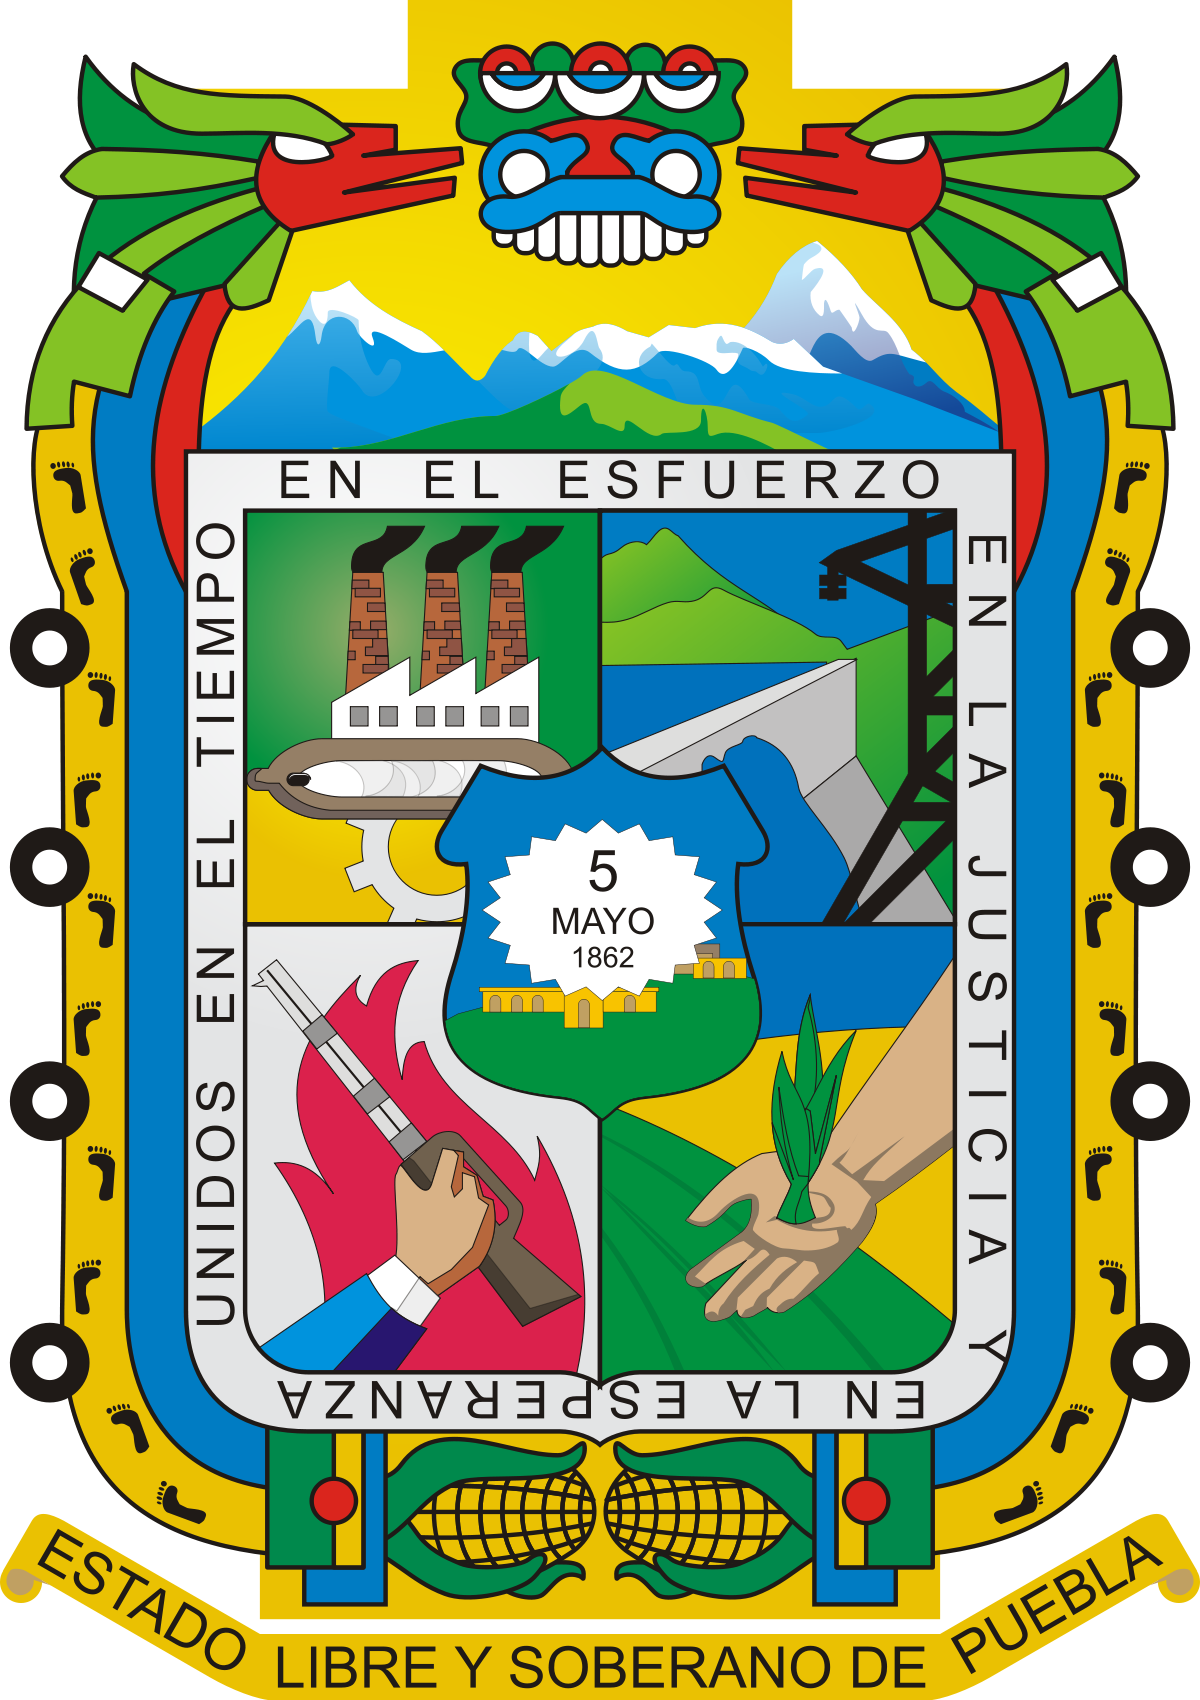 UNIDOS EN EL TIEMPO
EN EL ESFUERZO
EN LA JUSTICIA Y
EN LA ESPERANZA
5
MAYO
1862
ESTADO LIBRE Y SOBERANO DE PUEBLA